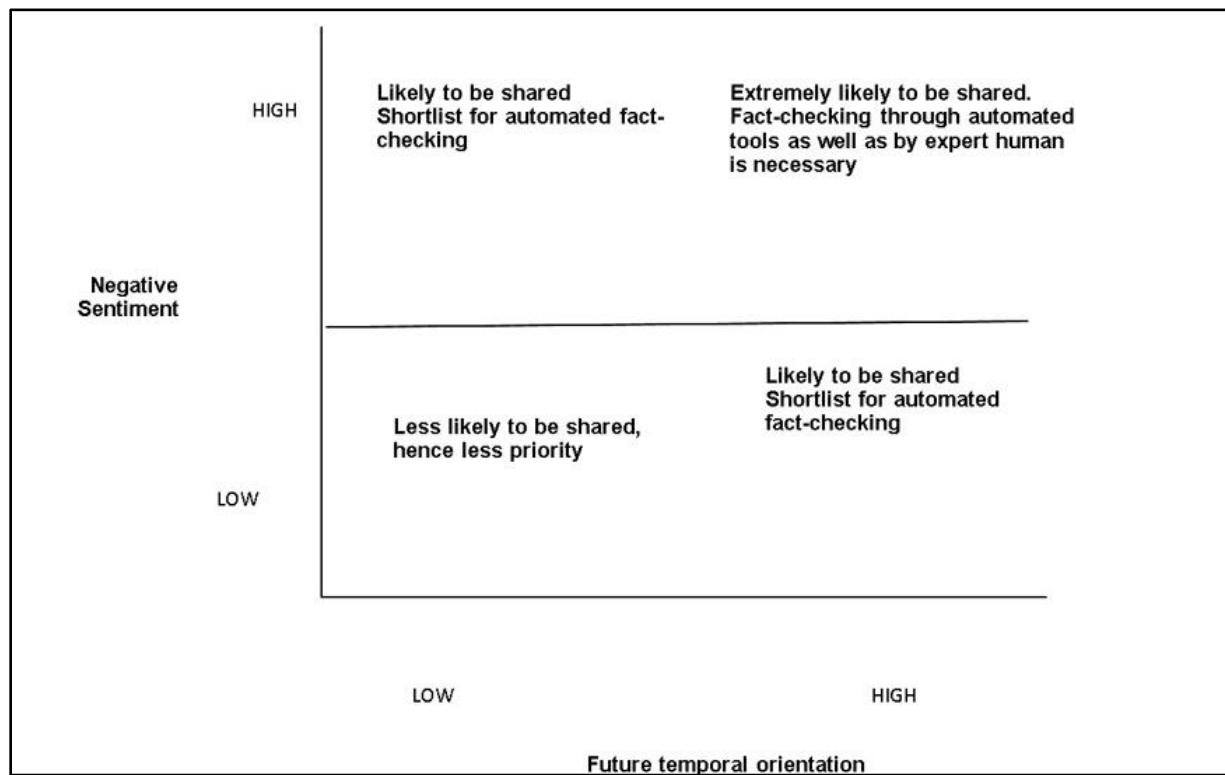 HIGH
Likely to be shared
Shortlist for automated fact-
checking
Extremely likely to be shared.
Fact-checking through automated
tools as well as by expert human
is necessary
Negative
Sentiment
Likely to be shared
Shortlist for automated
fact-checking
Less likely to be shared,
hence less priority
LOW
LOW
HIGH
Future temporal orientation